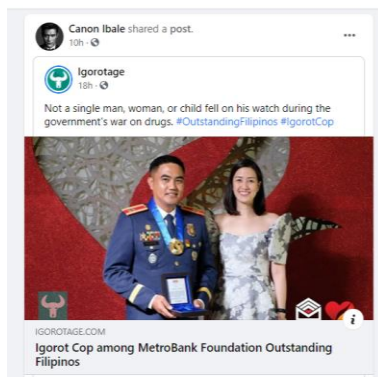 Canon Ibale shared a post.
10h
Igorotage
18h
Not a single man, woman, or child fell on his watch during the
government's war on drugs. #OutstandingFilipinos #IgorotCop
IGOROTAGE.COM
Igorot Cop among MetroBank Foundation Outstanding
Filipinos